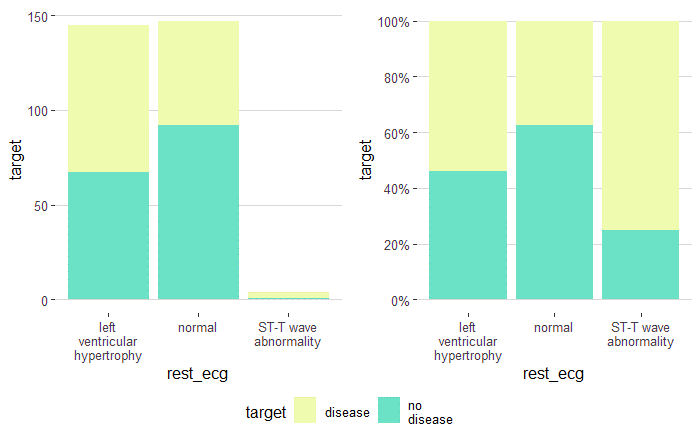 150
100
50
0
target
left
ventricular
hypertrophy
normal
ST-T wave
abnormality
rest_ecg
100%
80%
60%
40%
20%
0%
target
left
ventricular
hypertrophy
normal
ST-T wave
abnormality
rest_ecg
target
disease
no
disease